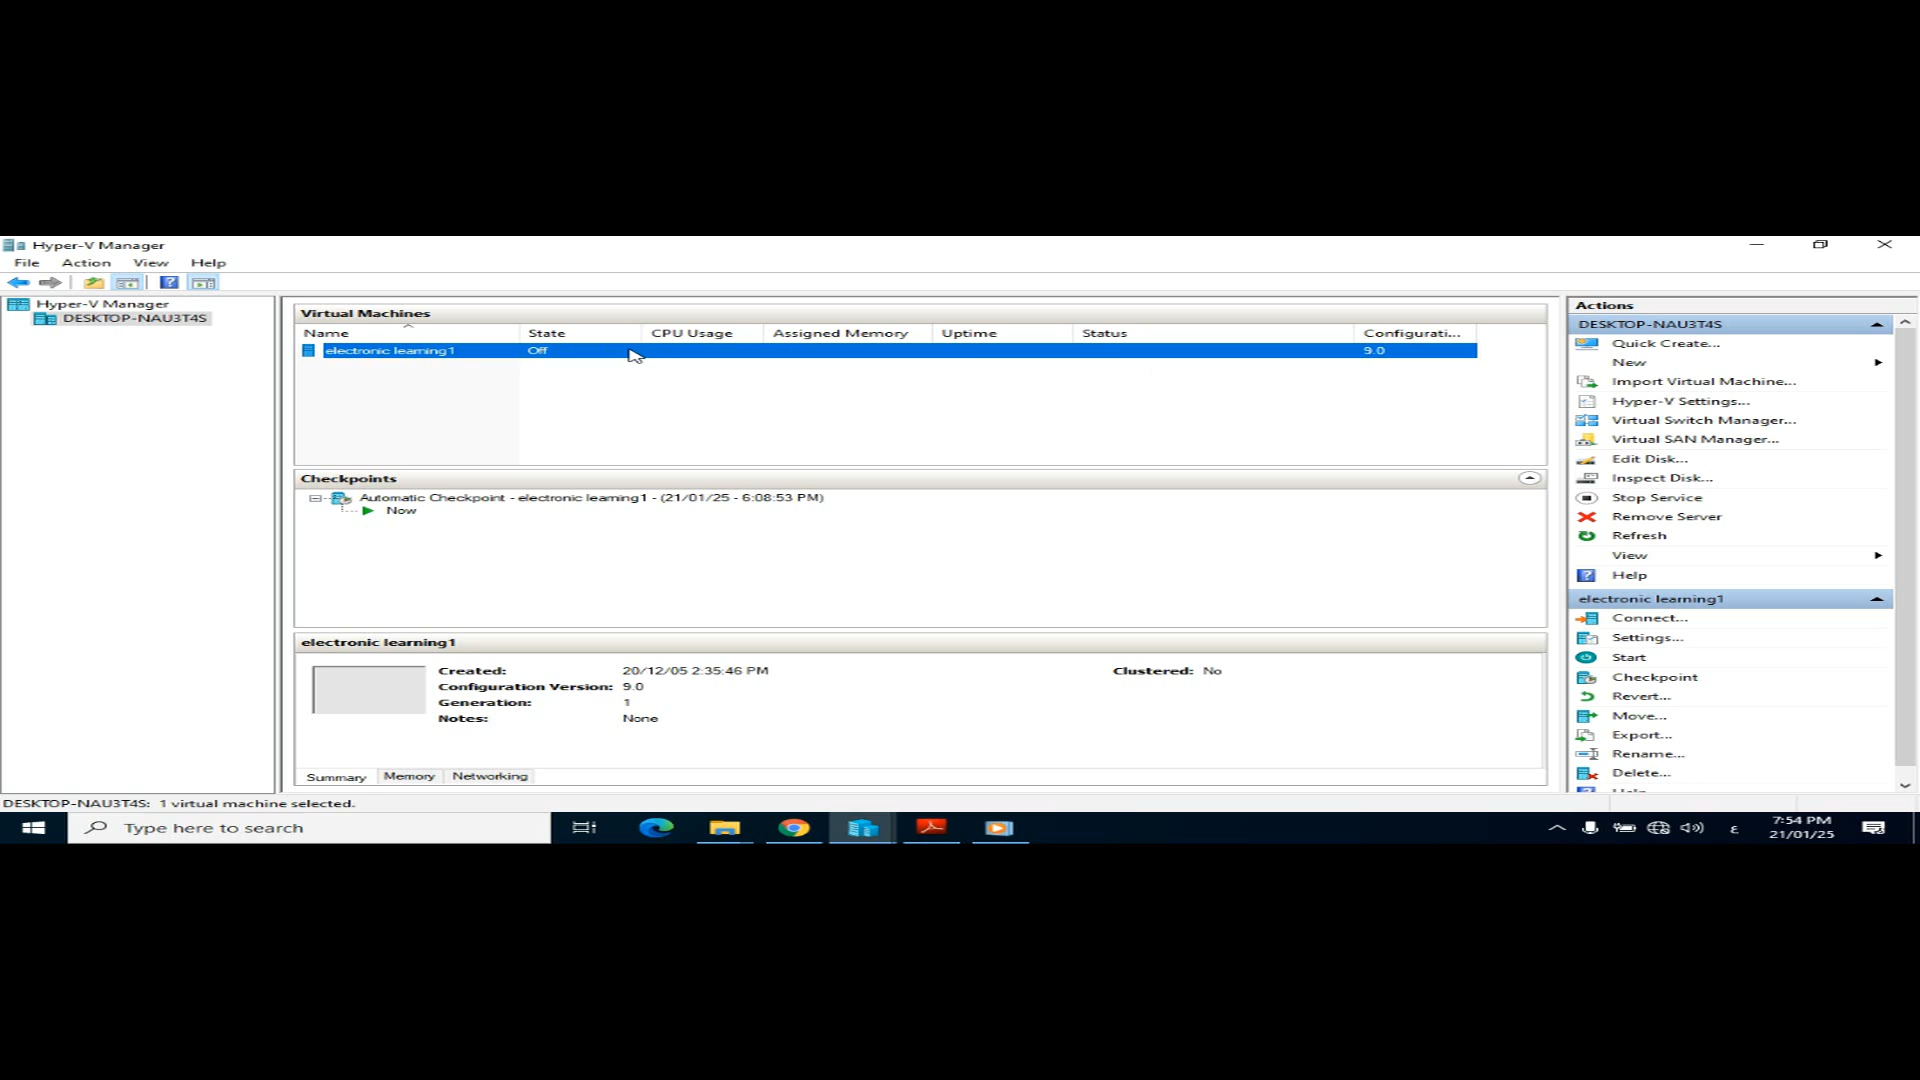 Hyper-V Manager
File Action View Help
Hyper-V Manager
DESKTOP-NAU3T4S
Virtual Machines
Name State CPU Usage Assigned Memory Uptime Status Configurati...
electronic learning1 Off 9.0
Checkpoints
Automatic Checkpoint - electronic learning1 - (21/01/25 - 6:08:53 PM)
Now
electronic learning1
Created: 20/12/05 2:35:46 PM Clustered: No
Configuration Version: 9.0
Generation: 1
Notes: None
Summary Memory Networking
Actions
DESKTOP-NAU3T4S
Quick Create...
New
Import Virtual Machine...
Hyper-V Settings...
Virtual Switch Manager...
Virtual SAN Manager...
Edit Disk...
Inspect Disk...
Stop Service
Remove Server
Refresh
View
Help
electronic learning1
Connect...
Settings...
Start
Checkpoint
Revert...
Move...
Export...
Rename...
Delete...
DESKTOP-NAU3T4S: 1 virtual machine selected.
Type here to search
ع
7:54 PM
21/01/25